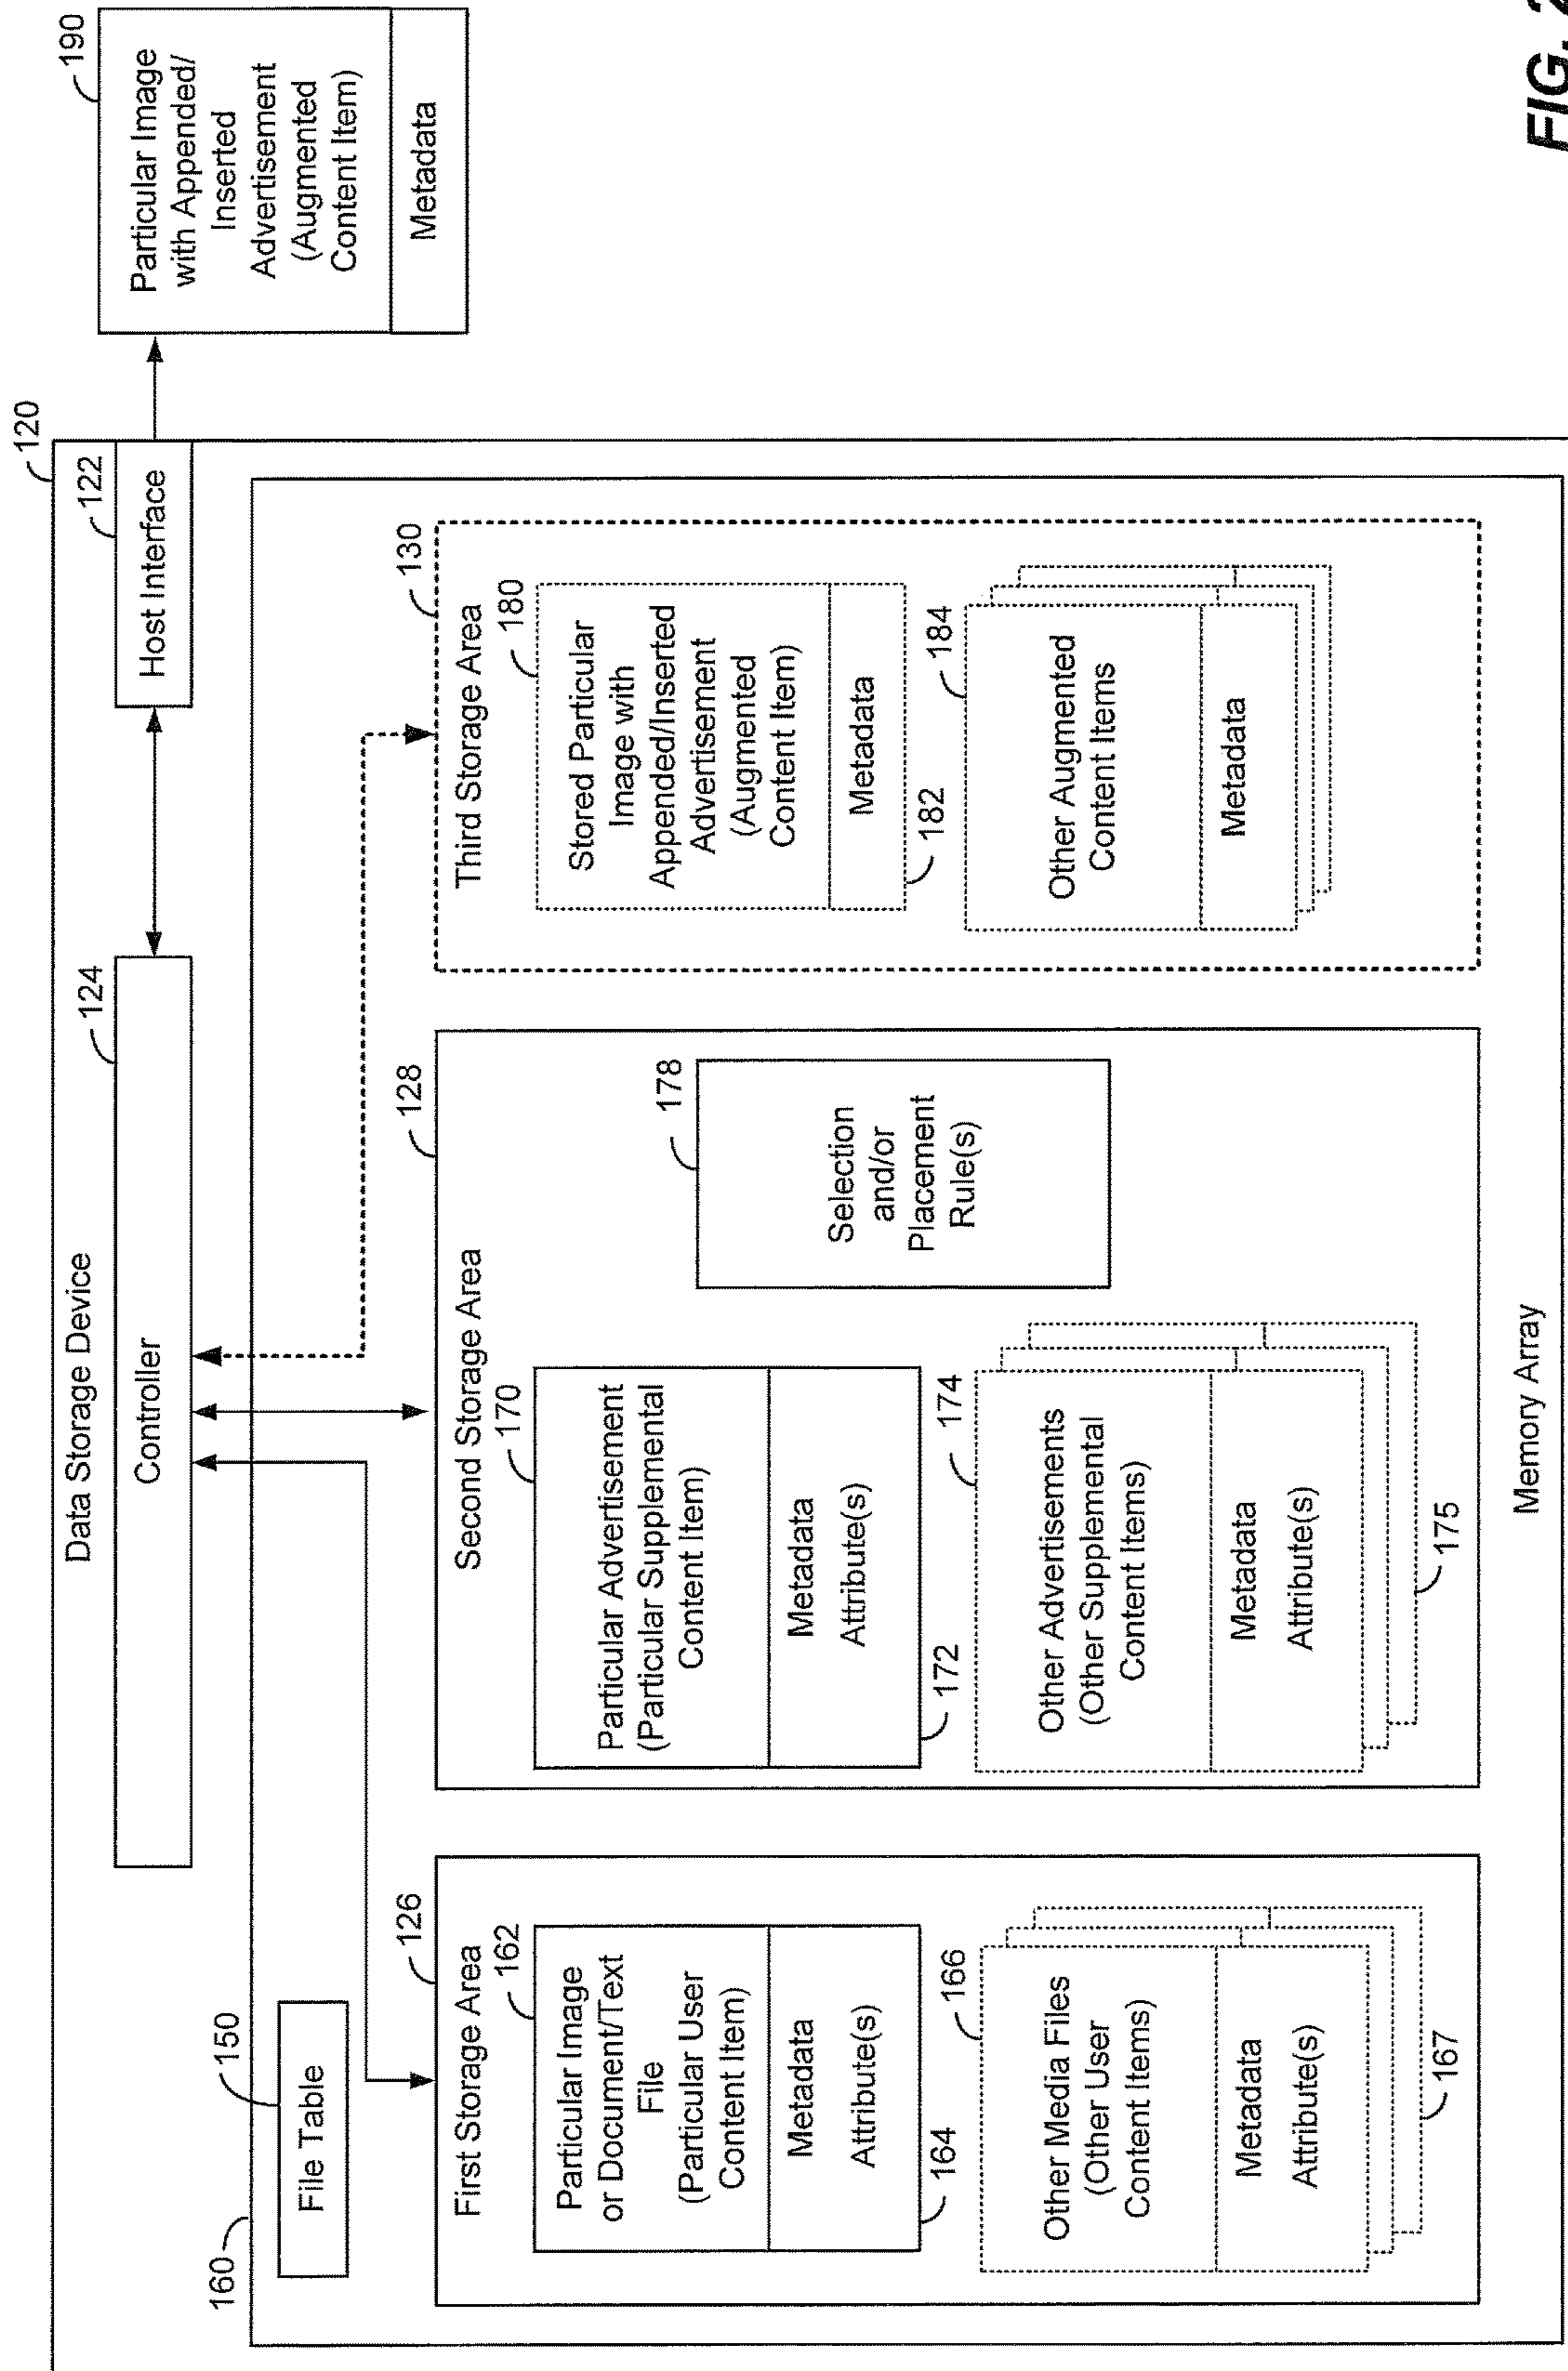 120
Data Storage Device
124
Controller
122
Host Interface
190
Particular Image
with Appended/
Inserted
Advertisement
(Augmented
Content Item)
Metadata
160
150
File Table
126
First Storage Area
162
Particular Image
or Document/Text
File
(Particular User
Content Item)
Metadata
Attribute(s)
164
166
Other Media Files
(Other User
Content Items)
Metadata
Attribute(s)
167
128
Second Storage Area
170
Particular Advertisement
(Particular Supplemental
Content Item)
Metadata
Attribute(s)
172
174
Other Advertisements
(Other Supplemental
Content Items)
Metadata
Attribute(s)
175
178
Selection
and/or
Placement
Rule(s)
130
Third Storage Area
180
Stored Particular
Image with
Appended/Inserted
Advertisement
(Augmented
Content Item)
Metadata
182
184
Other Augmented
Content Items
Metadata
Memory Array
FIG. 2